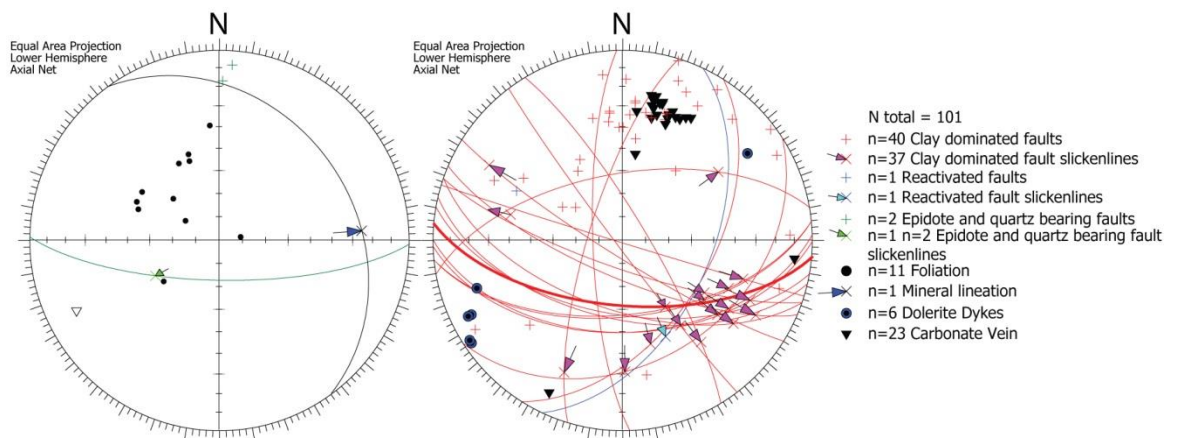 N
Equal Area Projection
Lower Hemisphere
Axial Net
N
Equal Area Projection
Lower Hemisphere
Axial Net
N total = 101
n=40 Clay dominated faults
n=37 Clay dominated fault slickenlines
n=1 Reactivated faults
n=1 Reactivated fault slickenlines
n=2 Epidote and quartz bearing faults
n=1 n=2 Epidote and quartz bearing fault
slickenlines
n=11 Foliation
n=1 Mineral lineation
n=6 Dolerite Dykes
n=23 Carbonate Vein